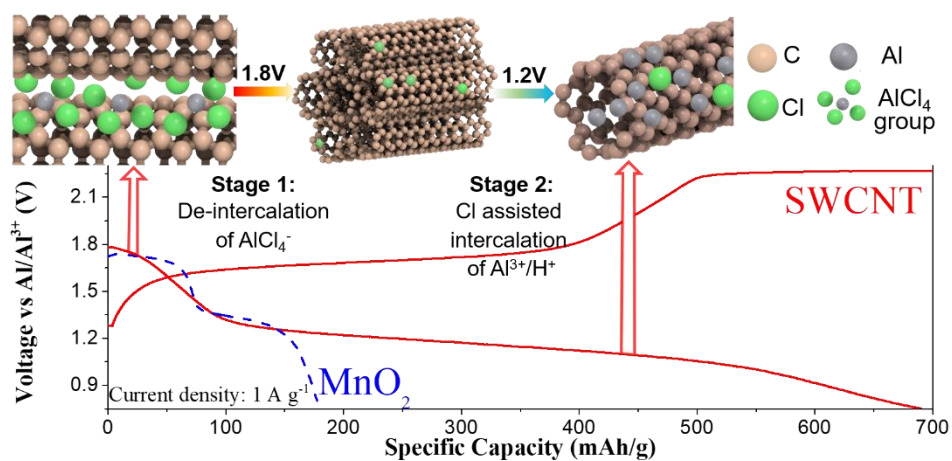 1.8V
1.2V
C
Al
Cl
AlCl₄
group
Stage 1:
De-intercalation
of AlCl₄⁻
Stage 2:
Cl assisted
intercalation
of Al³⁺/H⁺
SWCNT
MnO₂
Current density: 1 A g⁻¹
Voltage vs Al/Al³⁺ (V)
2.1
1.8
1.5
1.2
0.9
0 100 200 300 400 500 600 700
Specific Capacity (mAh/g)